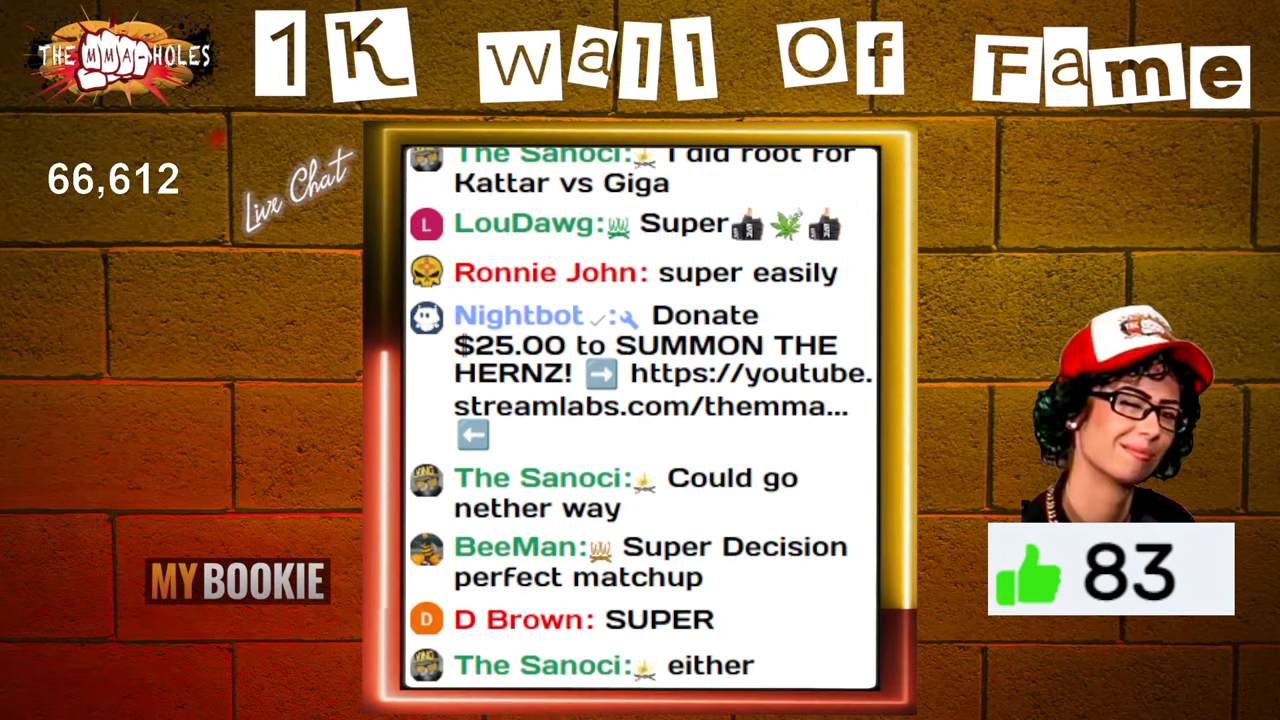 THE MMA-HOLES
1K Wall Of Fame
66,612
Live Chat
The Sanoci: I did root for
Kattar vs Giga
L LouDawg: Super
Ronnie John: super easily
Nightbot: Donate
$25.00 to SUMMON THE
HERNZ! https://youtube.
streamlabs.com/themma...
The Sanoci: Could go
nether way
BeeMan: Super Decision
perfect matchup
D D Brown: SUPER
The Sanoci: either
MYBOOKIE
83